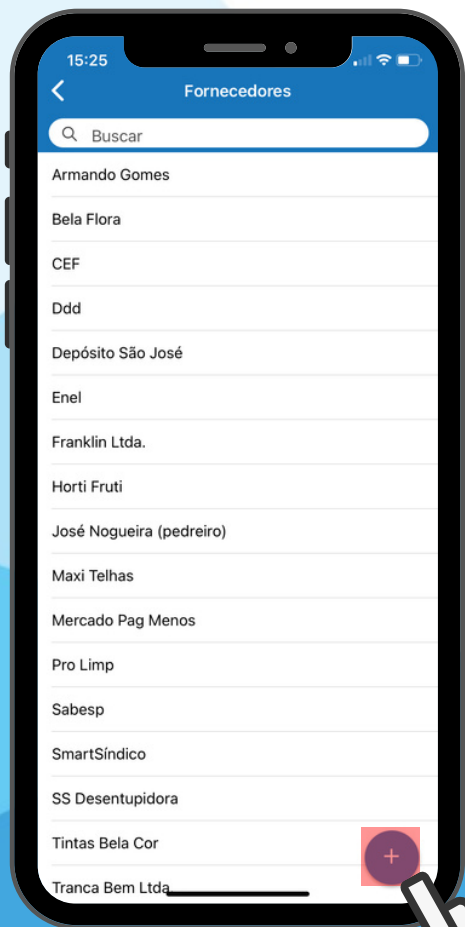 15:25
Fornecedores
Buscar
Armando Gomes
Bela Flora
CEF
Ddd
Depósito São José
Enel
Franklin Ltda.
Horti Fruti
José Nogueira (pedreiro)
Maxi Telhas
Mercado Pag Menos
Pro Limp
Sabesp
SmartSíndico
SS Desentupidora
Tintas Bela Cor
Tranca Bem Ltda
+